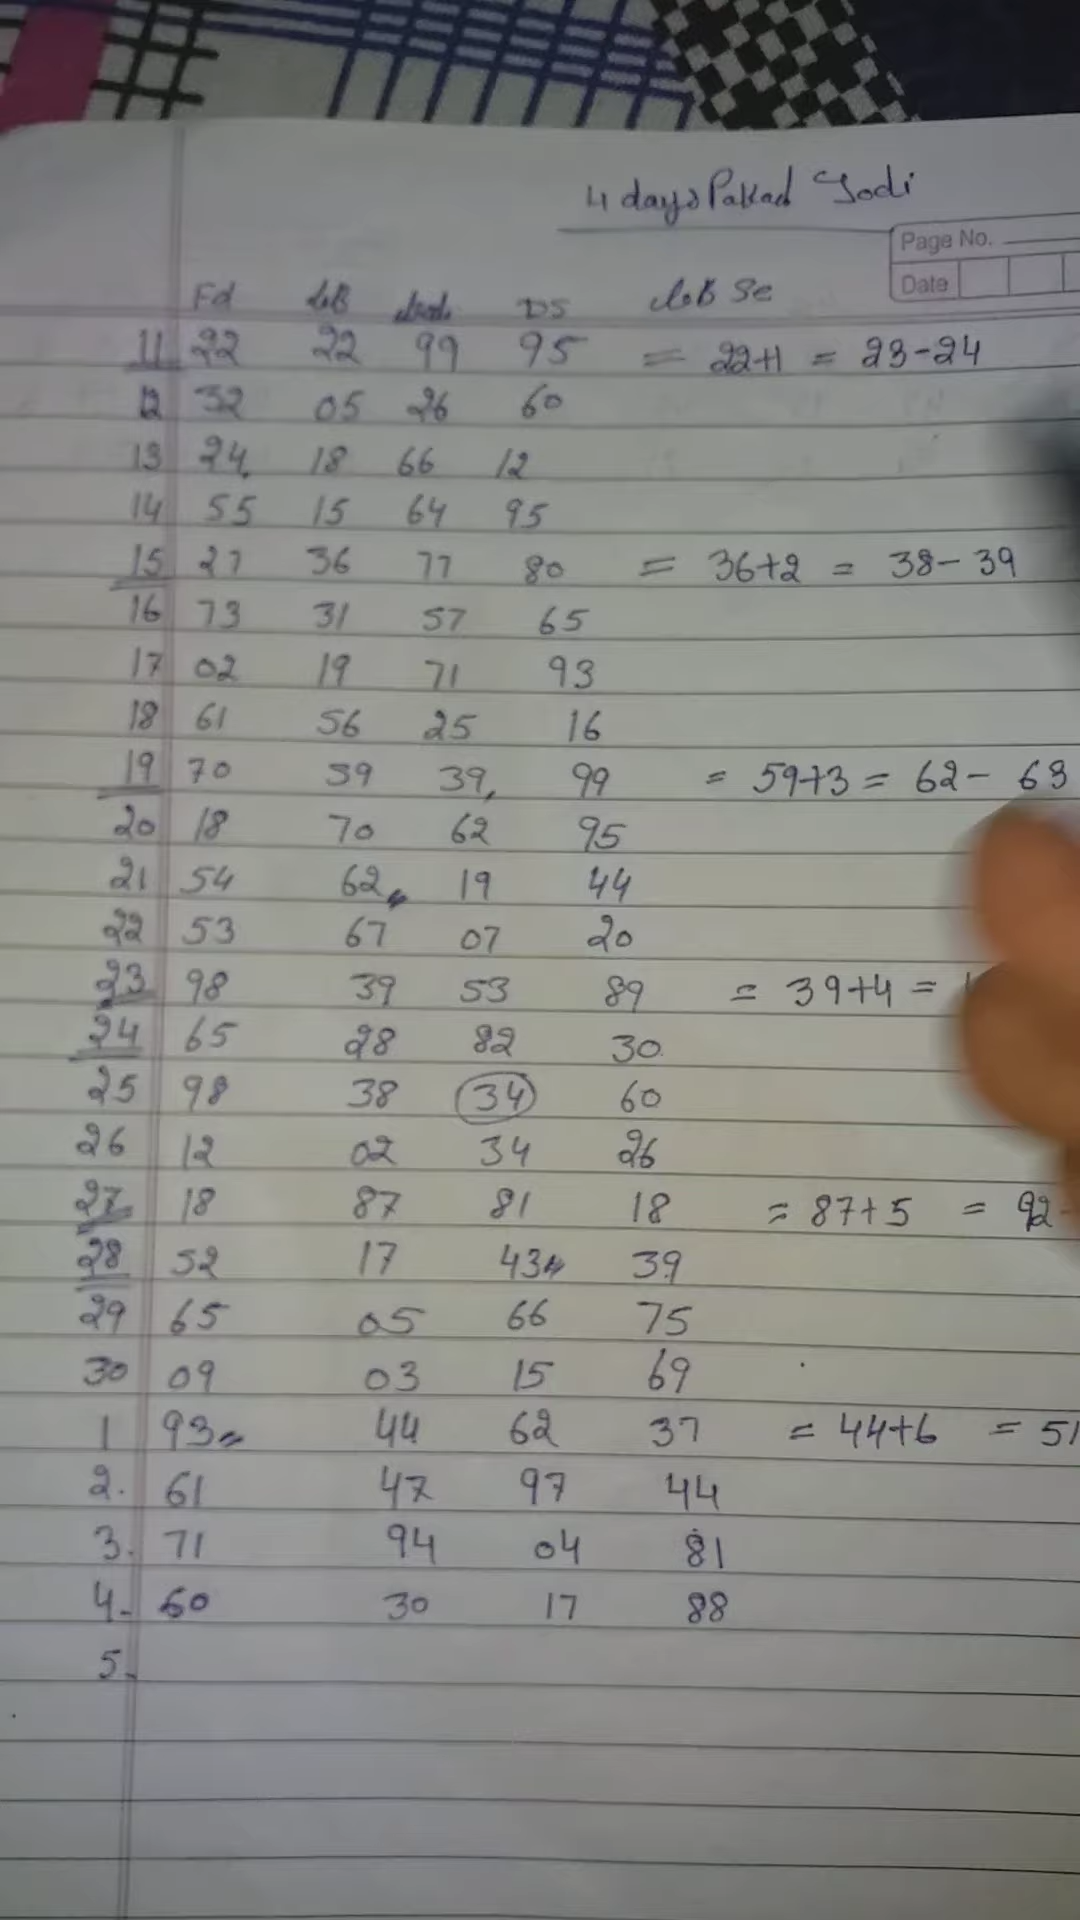 4 days Pakad Jodi
Page No.
Date
Fd GB DS GB Se
11 22 22 99 95 = 22+1 = 23-24
12 32 05 26 60
13 24 18 66 12
14 55 15 64 95
15 27 36 77 80 = 36+2 = 38-39
16 73 31 57 65
17 02 19 71 93
18 61 56 25 16
19 70 59 39, 99 = 59+3 = 62-63
20 18 70 62 95
21 54 62 19 44
22 53 67 07 20
23 98 39 53 89 = 39+4 =
24 65 28 82 30
25 98 38 34 60
26 12 02 34 26
27 18 87 81 18 = 87+5 = 92-
28 52 17 43 39
29 65 05 66 75
30 09 03 15 69
1 93 44 62 37 = 44+6 = 51
2. 61 47 97 44
3. 71 94 04 81
4. 60 30 17 88
5.